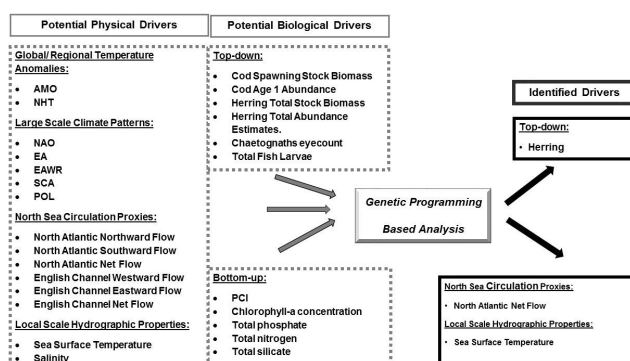 Potential Physical Drivers
Global/Regional Temperature
Anomalies:
• AMO
• NHT
Large Scale Climate Patterns:
• NAO
• EA
• EAWR
• SCA
• POL
North Sea Circulation Proxies:
• North Atlantic Northward Flow
• North Atlantic Southward Flow
• North Atlantic Net Flow
• English Channel Westward Flow
• English Channel Eastward Flow
• English Channel Net Flow
Local Scale Hydrographic Properties:
• Sea Surface Temperature
• Salinity
Potential Biological Drivers
Top-down:
• Cod Spawning Stock Biomass
• Cod Age 1 Abundance
• Herring Total Stock Biomass
• Herring Total Abundance
Estimates.
• Chaetognaths eyecount
• Total Fish Larvae
Bottom-up:
• PCI
• Chlorophyll-a concentration
• Total phosphate
• Total nitrogen
• Total silicate
Genetic Programming
Based Analysis
Identified Drivers
Top-down:
• Herring
North Sea Circulation Proxies:
• North Atlantic Net Flow
Local Scale Hydrographic Properties:
• Sea Surface Temperature